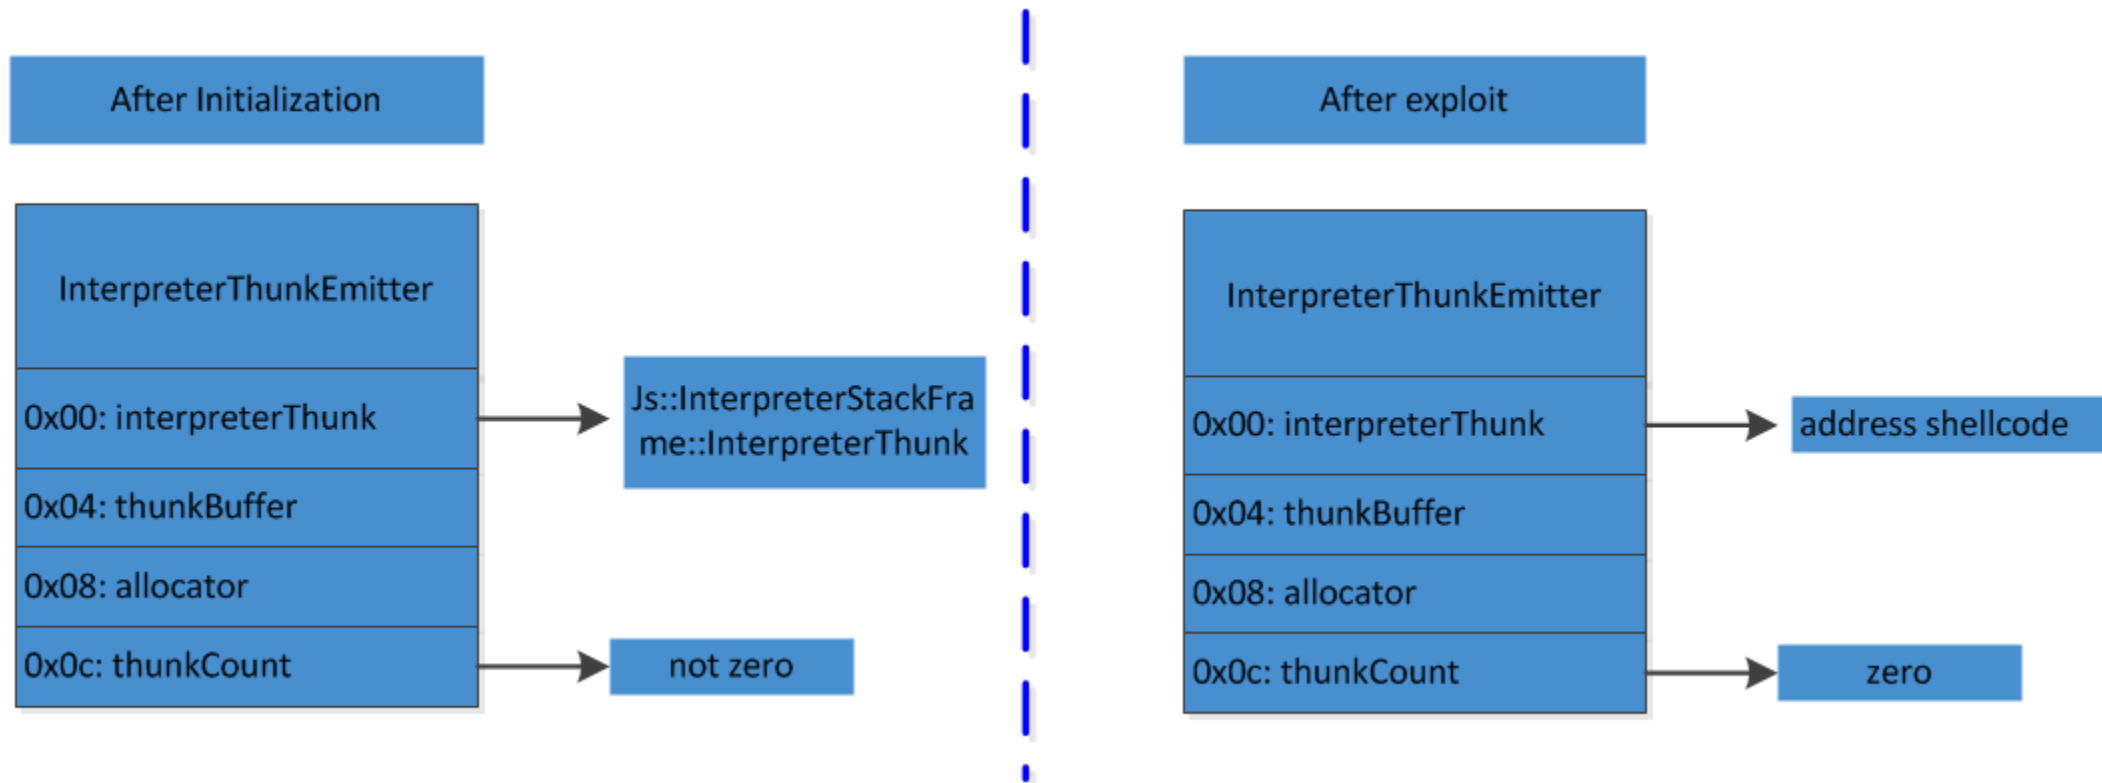 After Initialization
InterpreterThunkEmitter
0x00: interpreterThunk
Js::InterpreterStackFra
me::InterpreterThunk
0x04: thunkBuffer
0x08: allocator
0x0c: thunkCount
not zero
After exploit
InterpreterThunkEmitter
0x00: interpreterThunk
address shellcode
0x04: thunkBuffer
0x08: allocator
0x0c: thunkCount
zero